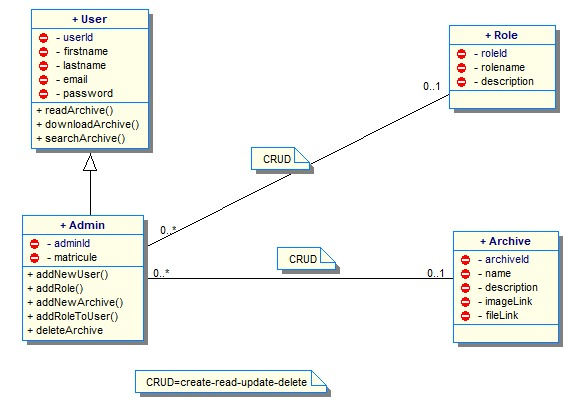 + User
- userId
- firstname
- lastname
- email
- password
+ readArchive()
+ downloadArchive()
+ searchArchive()
+ Role
- roleId
- rolename
- description
0..1
CRUD
0..*
+ Admin
- adminId
- matricule
+ addNewUser()
+ addRole()
+ addNewArchive()
+ addRoleToUser()
+ deleteArchive
CRUD
0..*
0..1
+ Archive
- archiveId
- name
- description
- imageLink
- fileLink
CRUD=create-read-update-delete